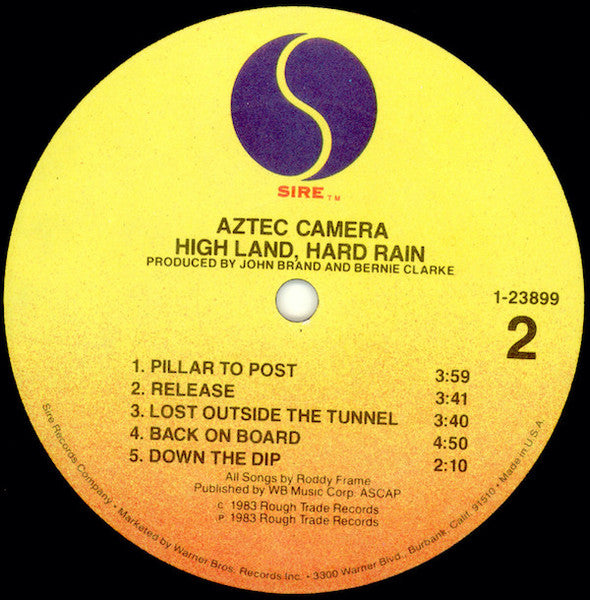 SIRE TM
AZTEC CAMERA
HIGH LAND, HARD RAIN
PRODUCED BY JOHN BRAND AND BERNIE CLARKE
1-23899
2
1. PILLAR TO POST 3:59
2. RELEASE 3:41
3. LOST OUTSIDE THE TUNNEL 3:40
4. BACK ON BOARD 4:50
5. DOWN THE DIP 2:10
All Songs by Roddy Frame
Published by WB Music Corp. ASCAP
C 1983 Rough Trade Records
P 1983 Rough Trade Records
Sire Records Company • Marketed by Warner Bros. Records Inc. • 3300 Warner Blvd., Burbank, Calif. 91510 • Made in U.S.A.